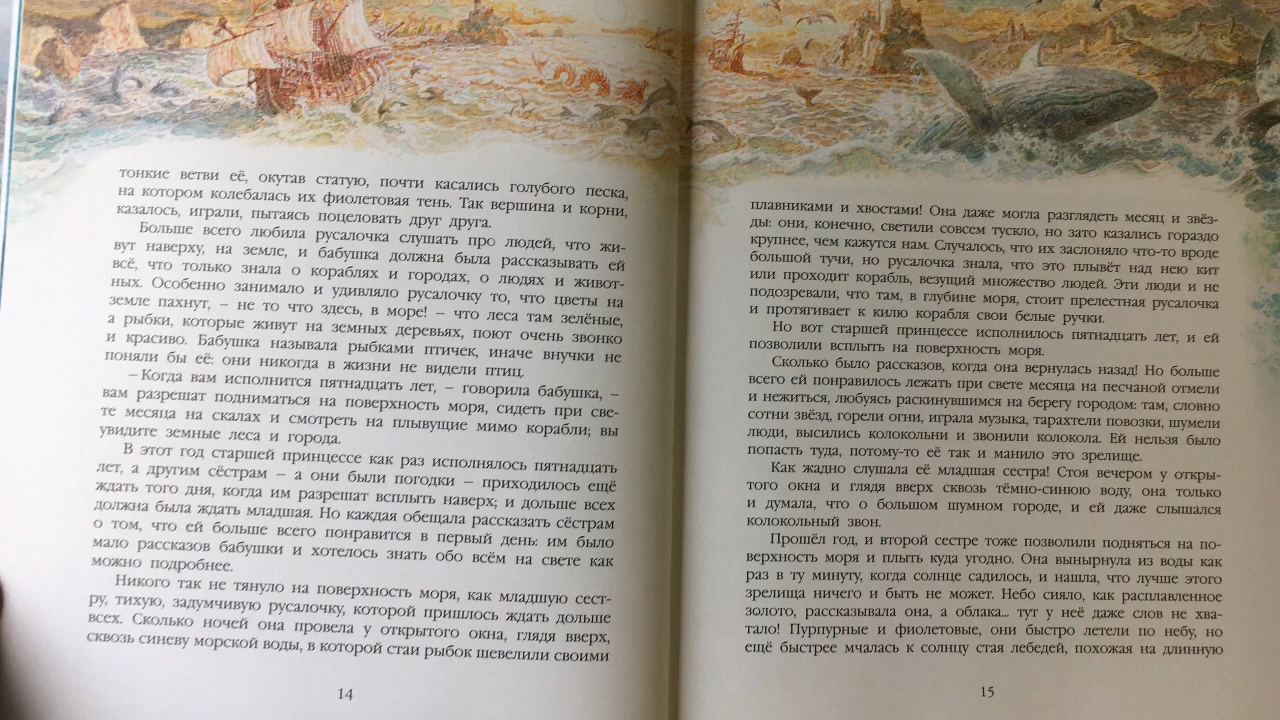 тонкие ветви её, окутав статую, почти касались голубого песка,
на котором колебалась их фиолетовая тень. Так вершина и корни,
казалось, играли, пытаясь поцеловать друг друга.
Больше всего любила русалочка слушать про людей, что жи-
вут наверху, на земле, и бабушка должна была рассказывать ей
всё, что только знала о кораблях и городах, о людях и живот-
ных. Особенно занимало и удивляло русалочку то, что цветы на
земле пахнут, – не то что здесь, в море! – что леса там зелёные,
а рыбки, которые живут на земных деревьях, поют очень звонко
и красиво. Бабушка называла рыбками птичек, иначе внучки не
поняли бы её: они никогда в жизни не видели птиц.
– Когда вам исполнится пятнадцать лет, – говорила бабушка, –
вам разрешат подниматься на поверхность моря, сидеть при све-
те месяца на скалах и смотреть на плывущие мимо корабли; вы
увидите земные леса и города.
В этот год старшей принцессе как раз исполнялось пятнадцать
лет, а другим сёстрам – а они были погодки – приходилось ещё
ждать того дня, когда им разрешат всплыть наверх; и дольше всех
должна была ждать младшая. Но каждая обещала рассказать сёстрам
о том, что ей больше всего понравится в первый день: им было
мало рассказов бабушки и хотелось знать обо всём на свете как
можно подробнее.
Никого так не тянуло на поверхность моря, как младшую сест-
ру, тихую, задумчивую русалочку, которой пришлось ждать дольше
всех. Сколько ночей она провела у открытого окна, глядя вверх,
сквозь синеву морской воды, в которой стаи рыбок шевелили своими
14
плавниками и хвостами! Она даже могла разглядеть месяц и звёз-
ды: они, конечно, светили совсем тускло, но зато казались гораздо
крупнее, чем кажутся нам. Случалось, что их заслоняло что-то вроде
большой тучи, но русалочка знала, что это плывёт над нею кит
или проходит корабль, везущий множество людей. Эти люди и не
подозревали, что там, в глубине моря, стоит прелестная русалочка
и протягивает к килю корабля свои белые ручки.
Но вот старшей принцессе исполнилось пятнадцать лет, и ей
позволили всплыть на поверхность моря.
Сколько было рассказов, когда она вернулась назад! Но больше
всего ей понравилось лежать при свете месяца на песчаной отмели
и нежиться, любуясь раскинувшимся на берегу городом: там, словно
сотни звёзд, горели огни, играла музыка, тарахтели повозки, шумели
люди, высились колокольни и звонили колокола. Ей нельзя было
попасть туда, потому-то её так и манило это зрелище.
Как жадно слушала её младшая сестра! Стоя вечером у откры-
того окна и глядя вверх сквозь тёмно-синюю воду, она только
и думала, что о большом шумном городе, и ей даже слышался
колокольный звон.
Прошёл год, и второй сестре тоже позволили подняться на по-
верхность моря и плыть куда угодно. Она вынырнула из воды как
раз в ту минуту, когда солнце садилось, и нашла, что лучше этого
зрелища ничего и быть не может. Небо сияло, как расплавленное
золото, рассказывала она, а облака... тут у неё даже слов не хва-
тало! Пурпурные и фиолетовые, они быстро летели по небу, но
ещё быстрее мчалась к солнцу стая лебедей, похожая на длинную
15